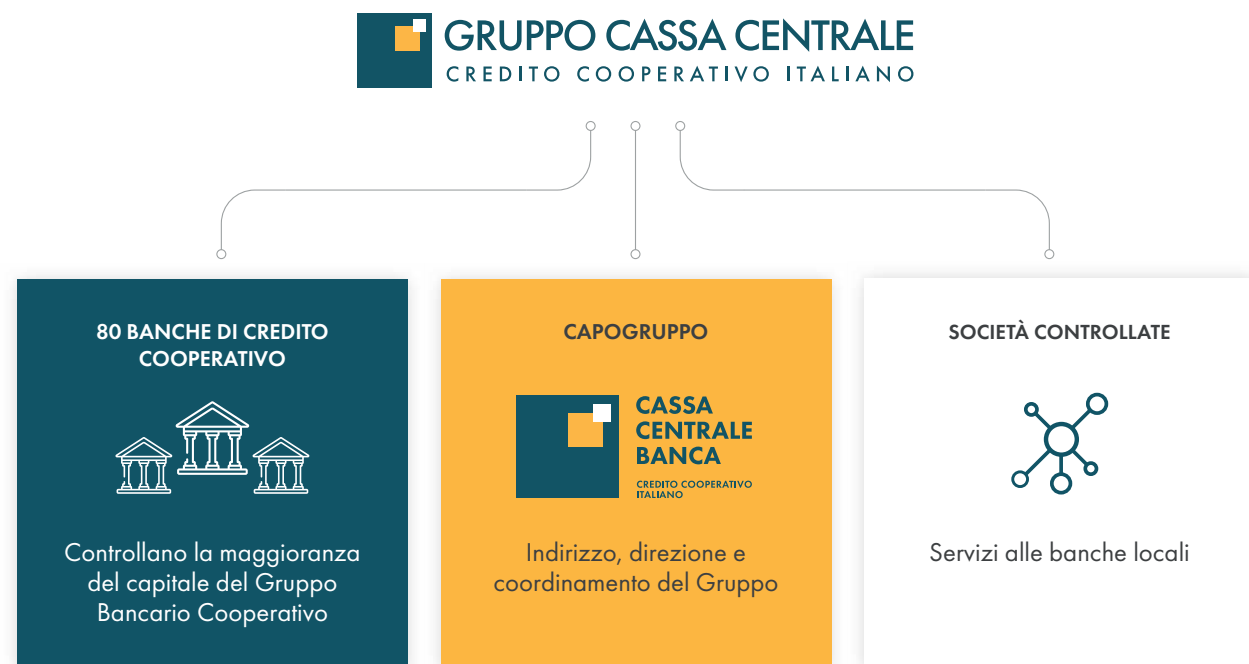 GRUPPO CASSA CENTRALE
CREDITO COOPERATIVO ITALIANO
80 BANCHE DI CREDITO
COOPERATIVO
Controllano la maggioranza
del capitale del Gruppo
Bancario Cooperativo
CAPOGRUPPO
CASSA
CENTRALE
BANCA
CREDITO COOPERATIVO
ITALIANO
Indirizzo, direzione e
coordinamento del Gruppo
SOCIETÀ CONTROLLATE
Servizi alle banche locali